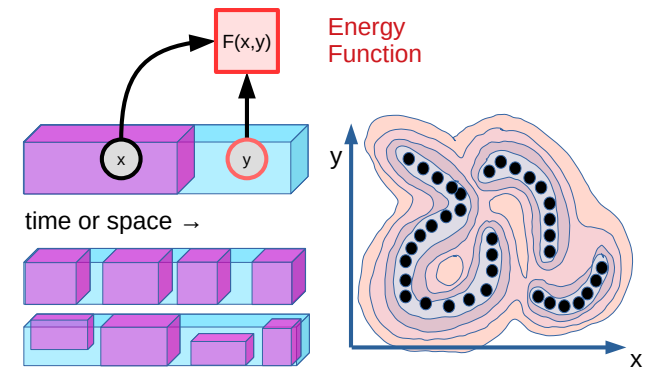 F(x,y)
Energy
Function
x
y
time or space →
y
x